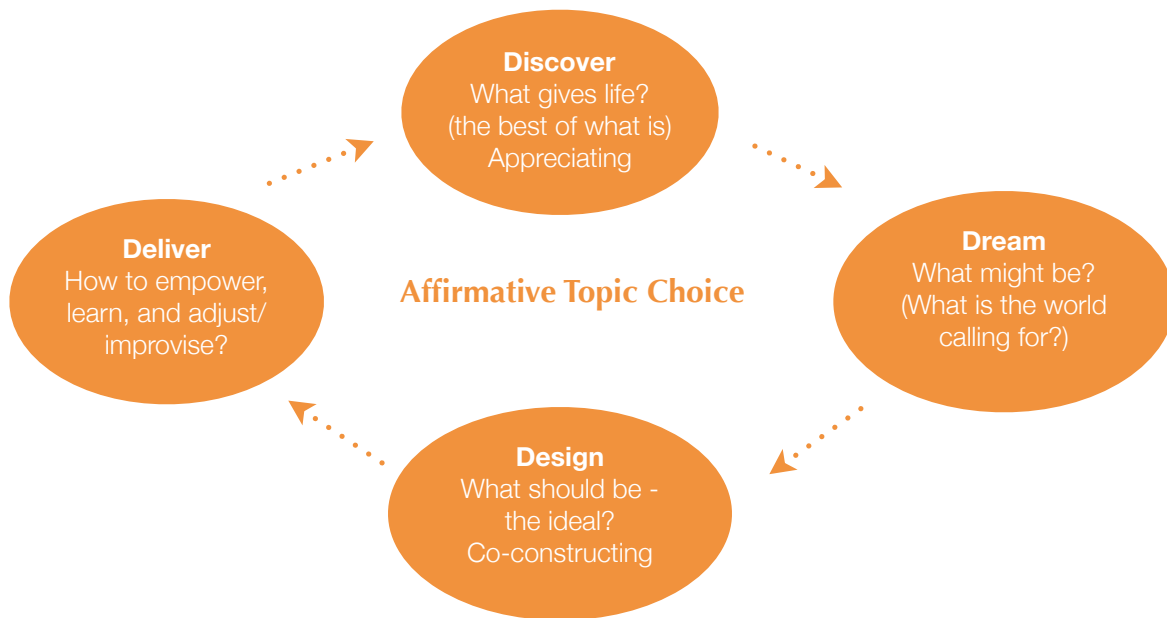 Discover
What gives life?
(the best of what is)
Appreciating
Dream
What might be?
(What is the world
calling for?)
Design
What should be -
the ideal?
Co-constructing
Deliver
How to empower,
learn, and adjust/
improvise?
Affirmative Topic Choice